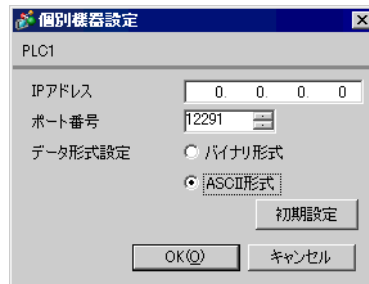 個別機器設定
PLC1
IPアドレス 0. 0. 0. 0
ポート番号 12291
データ形式設定 バイナリ形式
ASCII形式
初期設定
OK(O) キャンセル